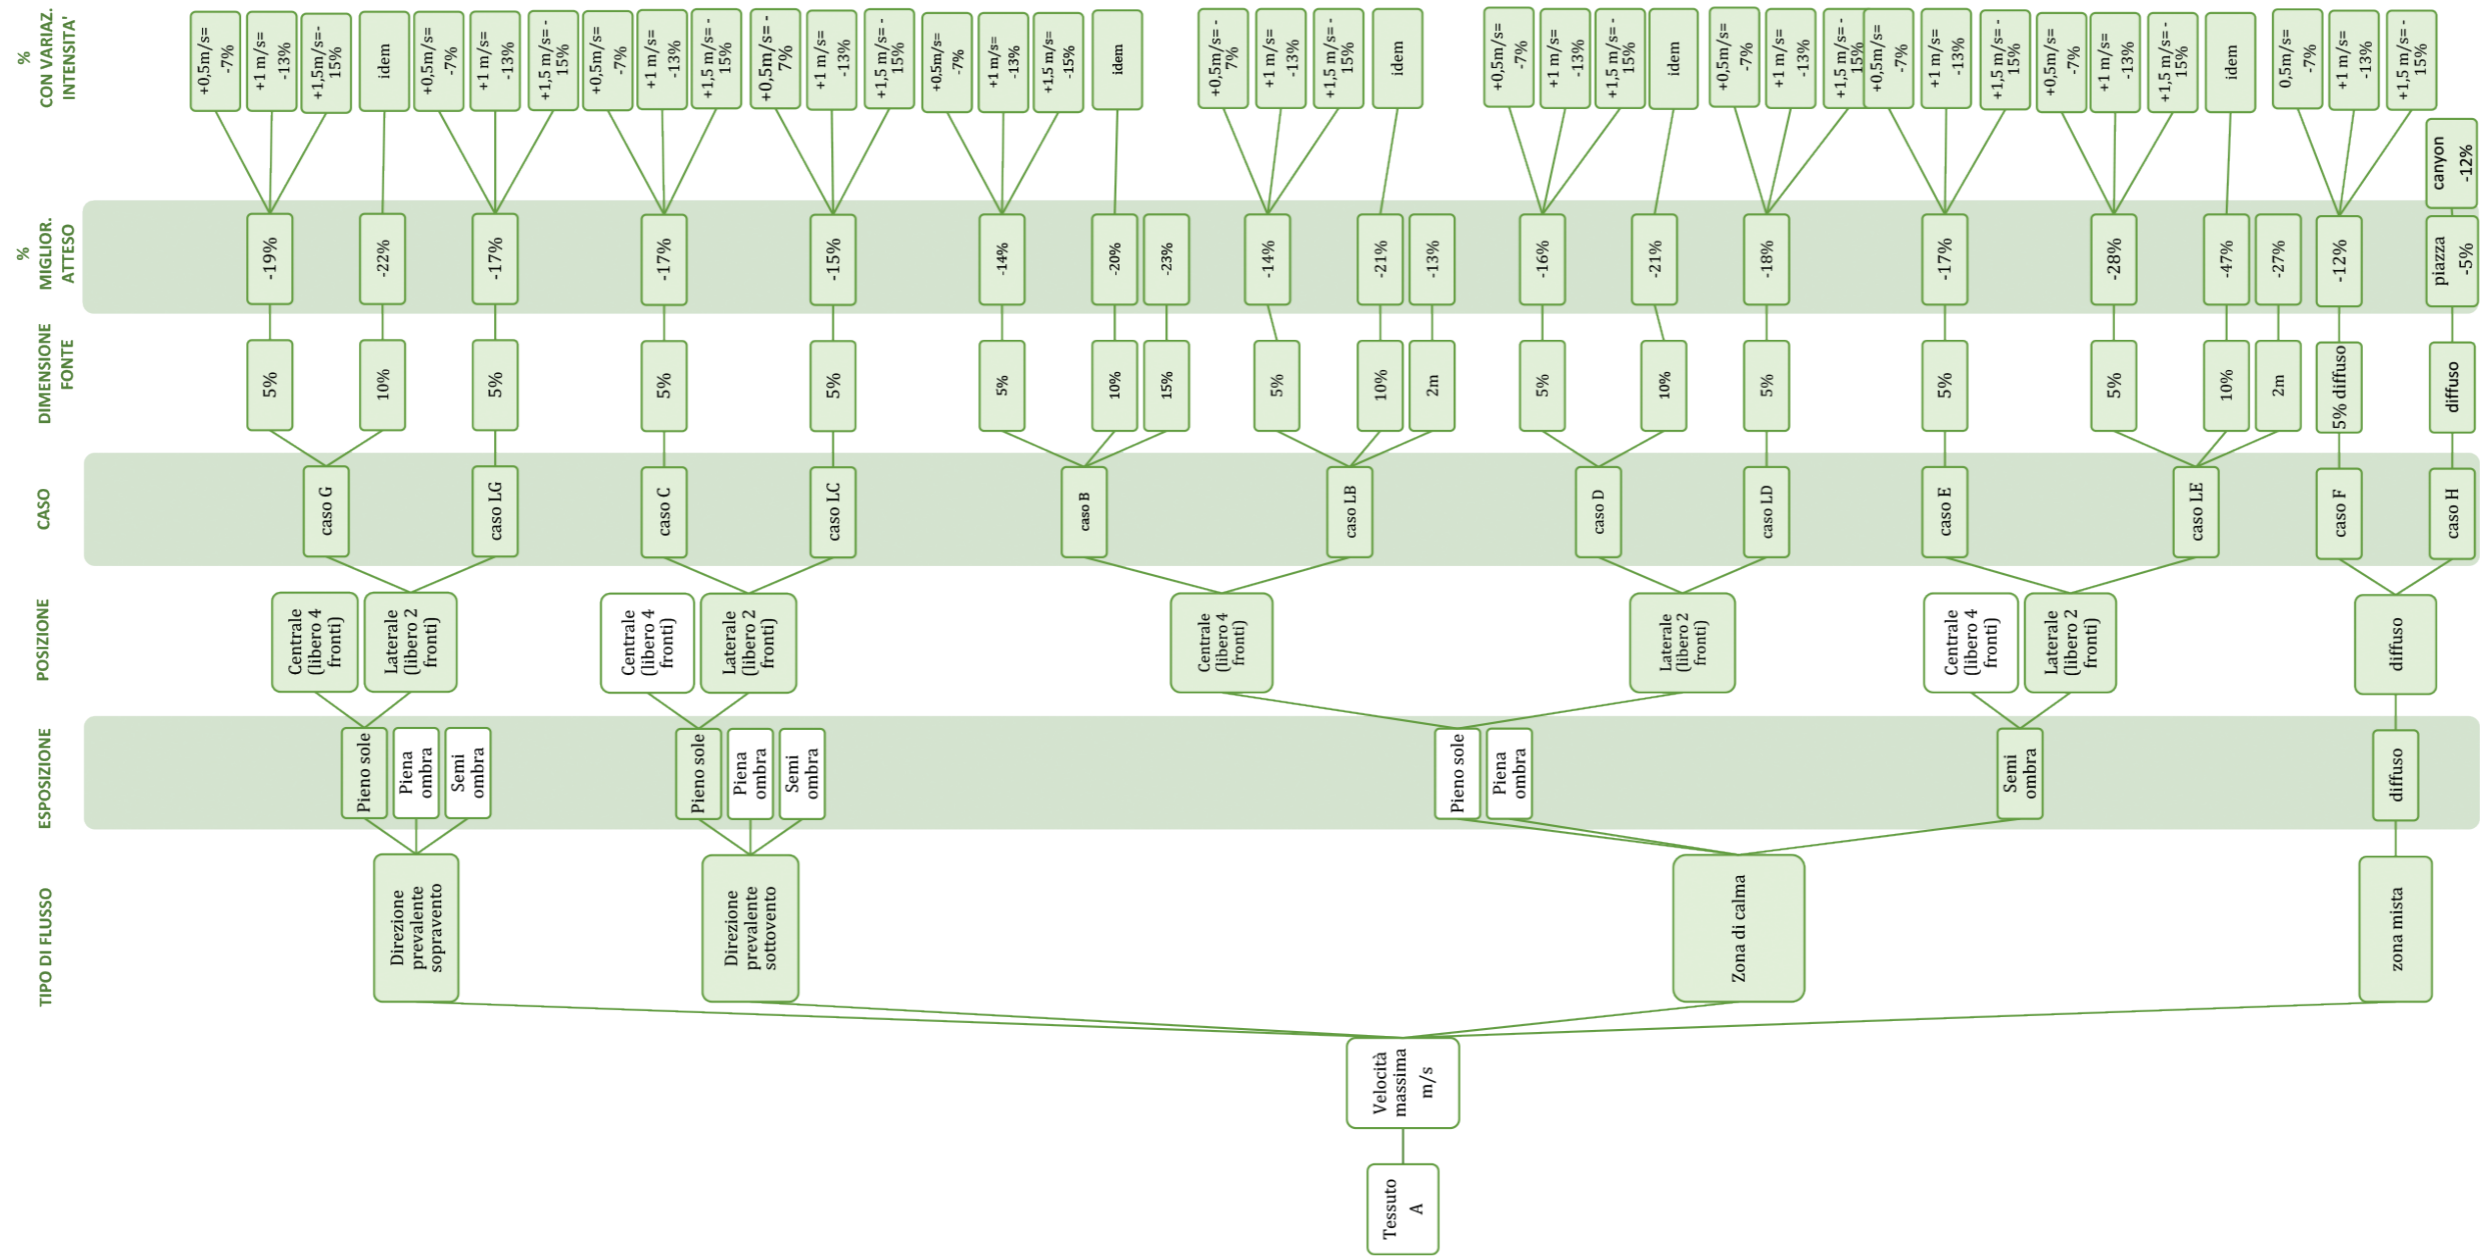 TIPO DI FLUSSO
ESPOSIZIONE
POSIZIONE
CASO
DIMENSIONE
FONTE
%
MIGLIOR.
ATTESO
%
CON VARIAZ.
INTENSITA'
Tessuto
A
Velocità
massima
m/s
Direzione
prevalente
sopravento
Direzione
prevalente
sottovento
Zona di calma
zona mista
Pieno sole
Piena
ombra
Semi
ombra
Pieno sole
Piena
ombra
Semi
ombra
Pieno sole
Piena
ombra
Semi
ombra
diffuso
Centrale
(libero 4
fronti)
Laterale
(libero 2
fronti)
Centrale
(libero 4
fronti)
Laterale
(libero 2
fronti)
Centrale
(libero 4
fronti)
Laterale
(libero 2
fronti)
Centrale
(libero 4
fronti)
Laterale
(libero 2
fronti)
diffuso
caso G
caso LG
caso C
caso LC
caso B
caso LB
caso D
caso LD
caso E
caso LE
caso F
caso H
5%
10%
5%
5%
5%
5%
10%
15%
5%
10%
2m
5%
10%
5%
5%
5%
10%
2m
5% diffuso
diffuso
-19%
-22%
-17%
-17%
-15%
-14%
-20%
-23%
-14%
-21%
-13%
-16%
-21%
-18%
-17%
-28%
-47%
-27%
-12%
piazza
-5%
canyon
-12%
+0,5m/s=
-7%
+1 m/s=
-13%
+1,5m/s= -
15%
idem
+0,5m/s=
-7%
+1 m/s=
-13%
+1,5 m/s= -
15%
+0,5m/s=
-7%
+1 m/s=
-13%
+1,5 m/s= -
15%
+0,5m/s= -
7%
+1 m/s=
-13%
+1,5 m/s= -
15%
+0,5m/s=
-7%
+1 m/s=
-13%
+1,5 m/s=
-15%
idem
+0,5m/s= -
7%
+1 m/s=
-13%
+1,5 m/s= -
15%
idem
+0,5m/s=
-7%
+1 m/s=
-13%
+1,5 m/s= -
15%
idem
+0,5m/s=
-7%
+1 m/s=
-13%
+1,5 m/s= -
15%
+0,5m/s=
-7%
+1 m/s=
-13%
+1,5 m/s= -
15%
+0,5m/s=
-7%
+1 m/s=
-13%
+1,5 m/s= -
15%
idem
0,5m/s=
-7%
+1 m/s=
-13%
+1,5 m/s= -
15%